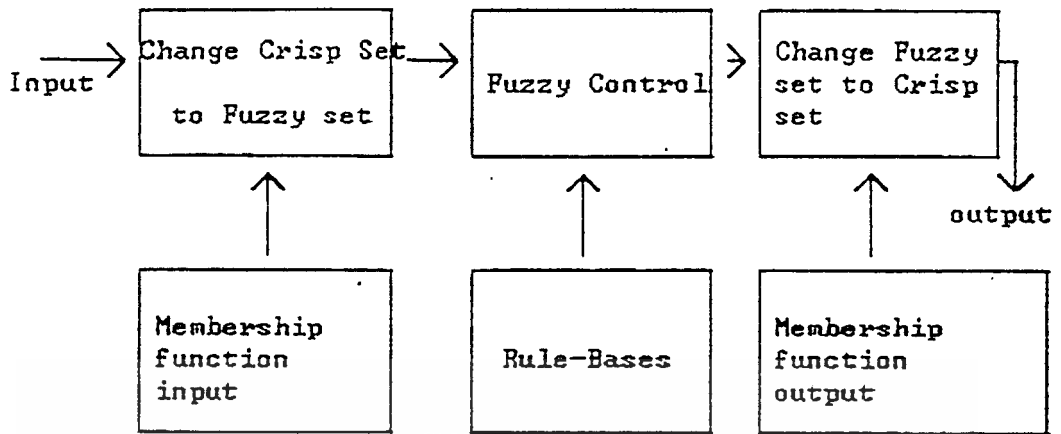 Input
Change Crisp Set
to Fuzzy set
Fuzzy Control
Change Fuzzy
set to Crisp
set
output
Membership
function
input
Rule-Bases
Membership
function
output